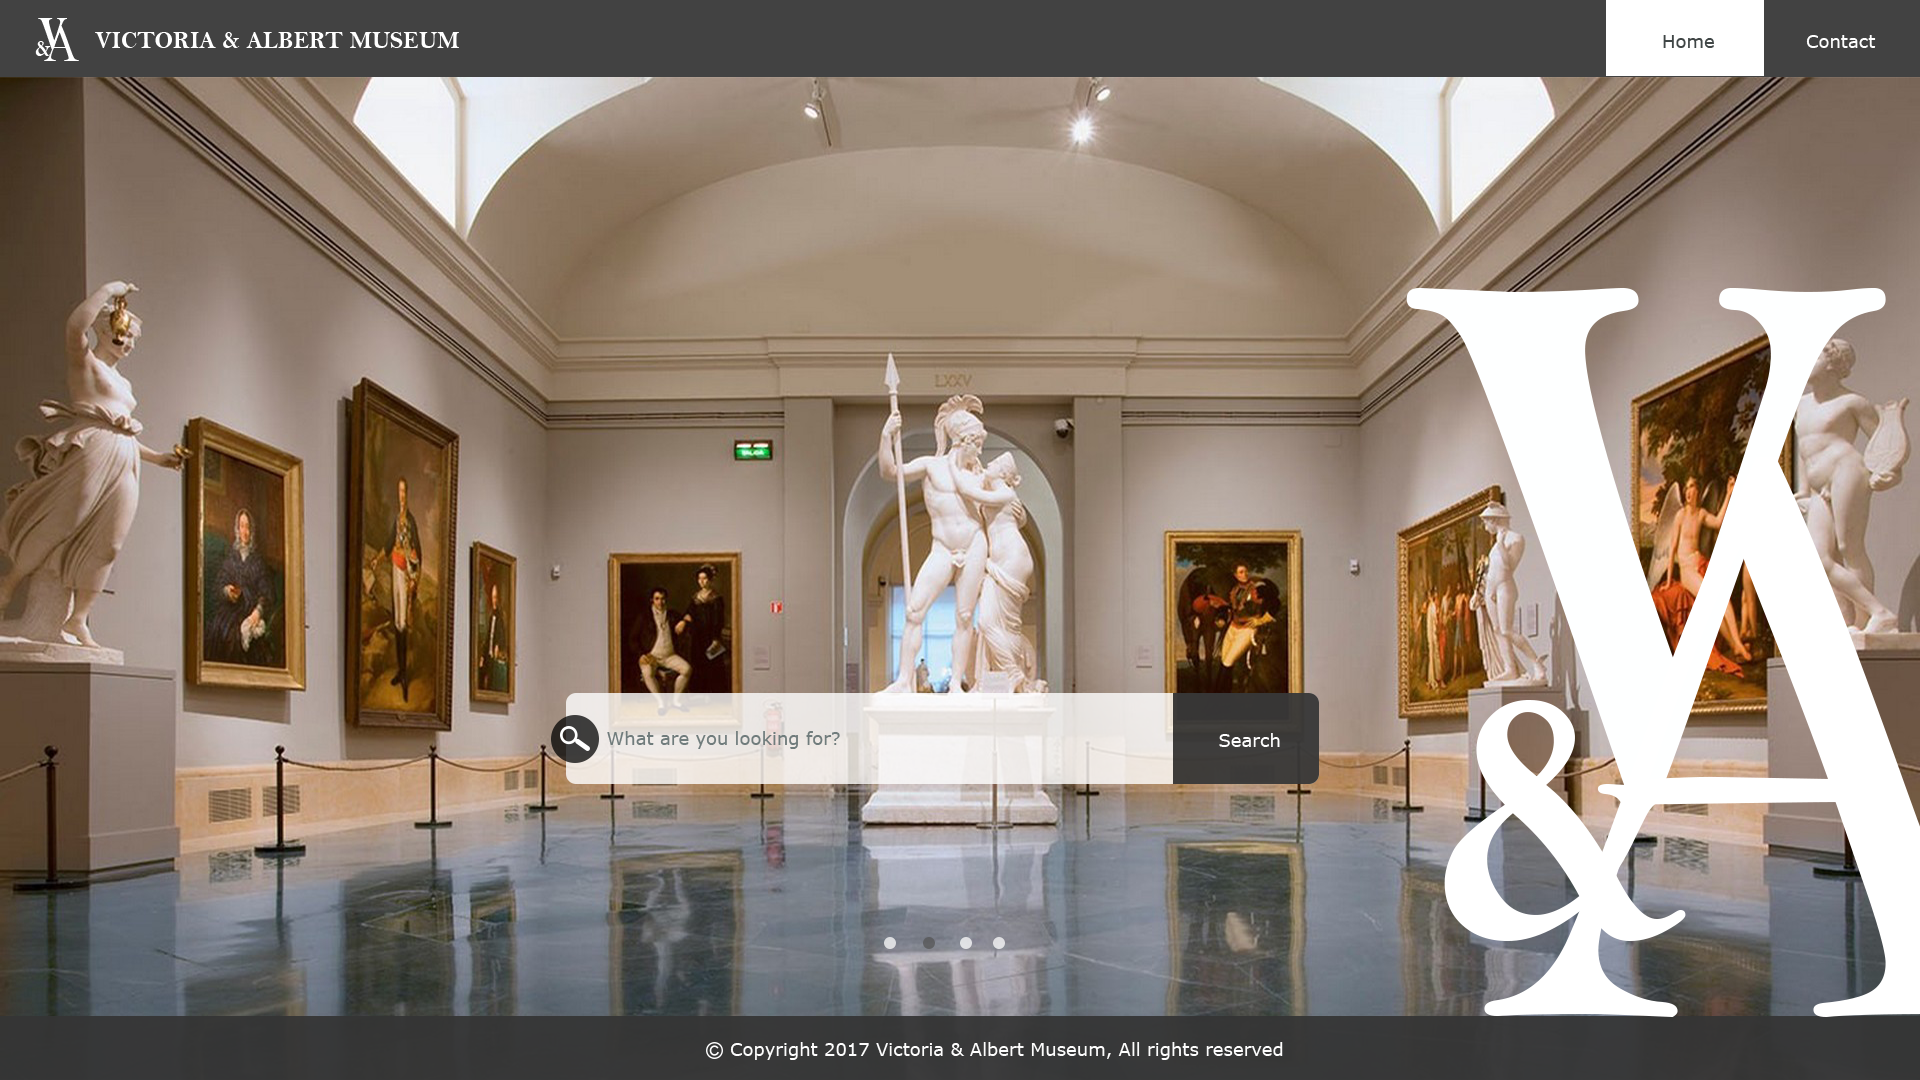 V&A VICTORIA & ALBERT MUSEUM
Home
Contact
LXXV
SALIDA
V&A
What are you looking for?
Search
© Copyright 2017 Victoria & Albert Museum, All rights reserved